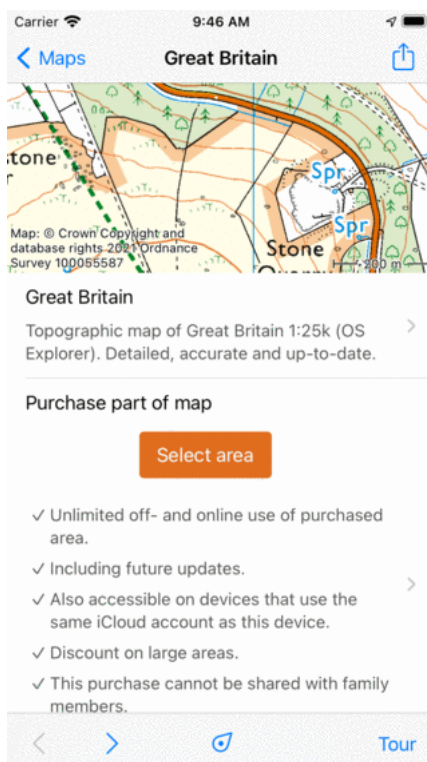 Carrier 9:46 AM
Maps Great Britain
stone
r
Spr
Spr
Map: © Crown Copyright and
database rights 2021 Ordnance
Survey 100055587
Stone
200 m
Great Britain
Topographic map of Great Britain 1:25k (OS
Explorer). Detailed, accurate and up-to-date.
Purchase part of map
Select area
✓ Unlimited off- and online use of purchased
area.
✓ Including future updates.
✓ Also accessible on devices that use the
same iCloud account as this device.
✓ Discount on large areas.
✓ This purchase cannot be shared with family
members.
Tour